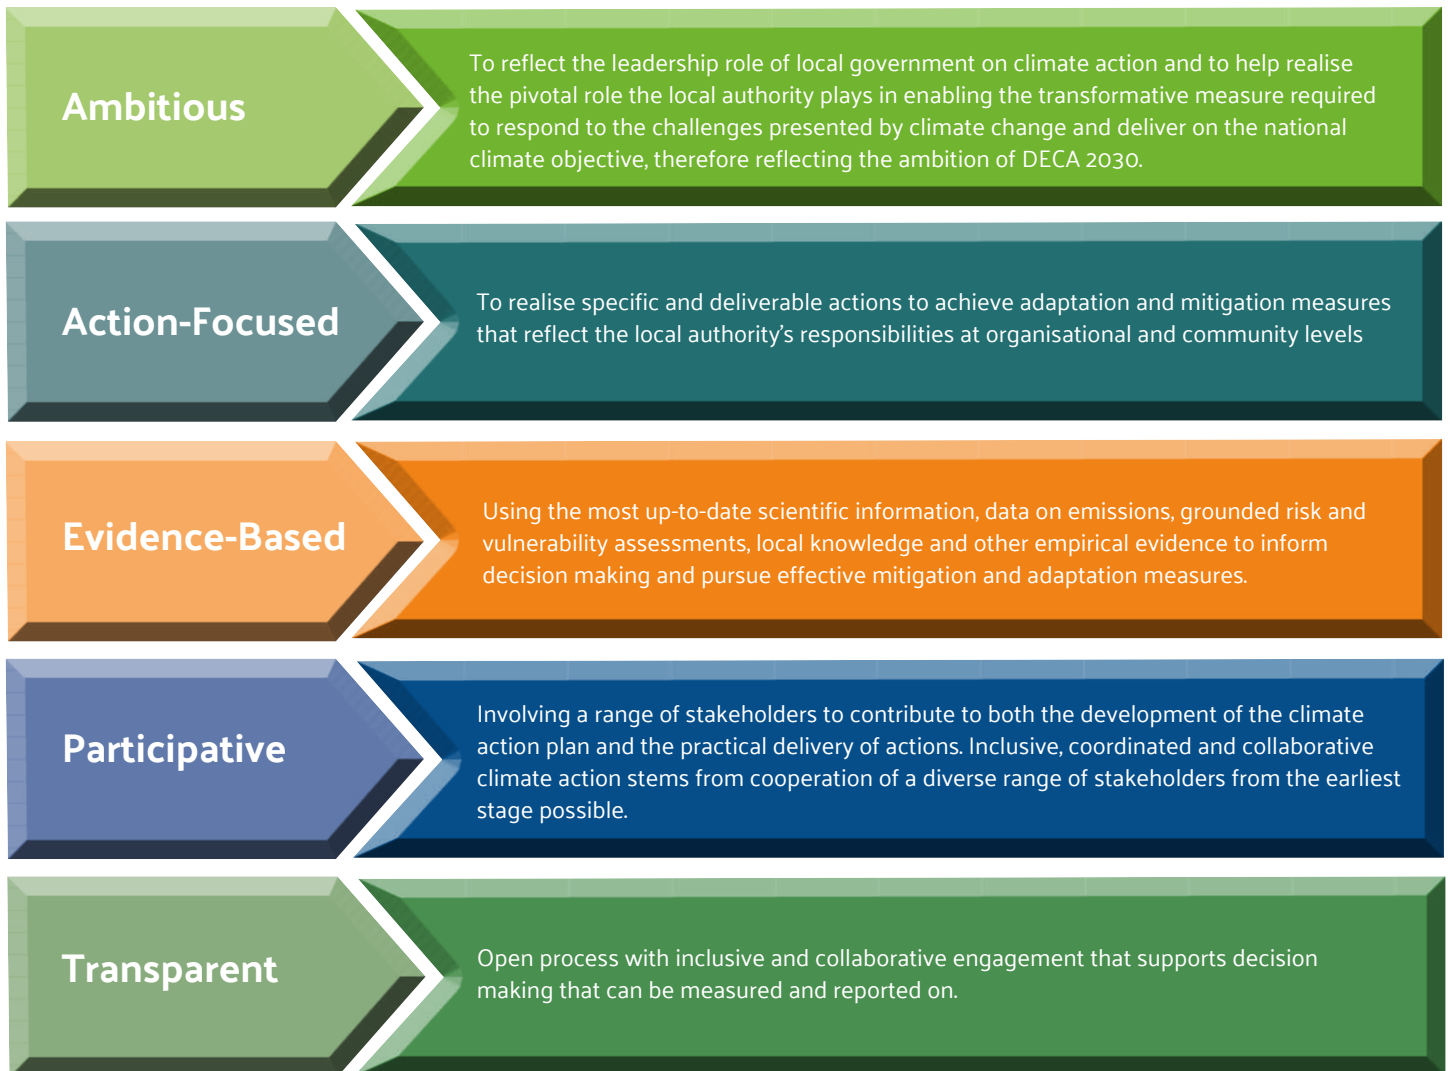 Ambitious
To reflect the leadership role of local government on climate action and to help realise
the pivotal role the local authority plays in enabling the transformative measure required
to respond to the challenges presented by climate change and deliver on the national
climate objective, therefore reflecting the ambition of DECA 2030.
Action-Focused
To realise specific and deliverable actions to achieve adaptation and mitigation measures
that reflect the local authority’s responsibilities at organisational and community levels
Evidence-Based
Using the most up-to-date scientific information, data on emissions, grounded risk and
vulnerability assessments, local knowledge and other empirical evidence to inform
decision making and pursue effective mitigation and adaptation measures.
Participative
Involving a range of stakeholders to contribute to both the development of the climate
action plan and the practical delivery of actions. Inclusive, coordinated and collaborative
climate action stems from cooperation of a diverse range of stakeholders from the earliest
stage possible.
Transparent
Open process with inclusive and collaborative engagement that supports decision
making that can be measured and reported on.